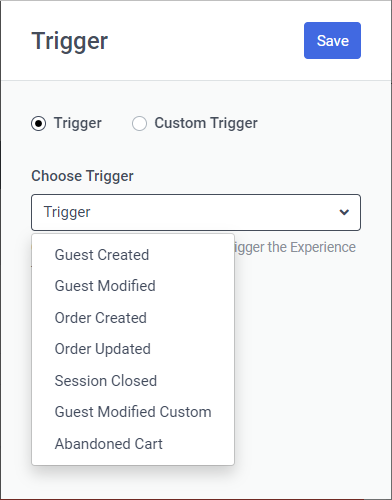 Trigger
Save
Trigger
Custom Trigger
Choose Trigger
Trigger
igger the Experience
Guest Created
Guest Modified
Order Created
Order Updated
Session Closed
Guest Modified Custom
Abandoned Cart